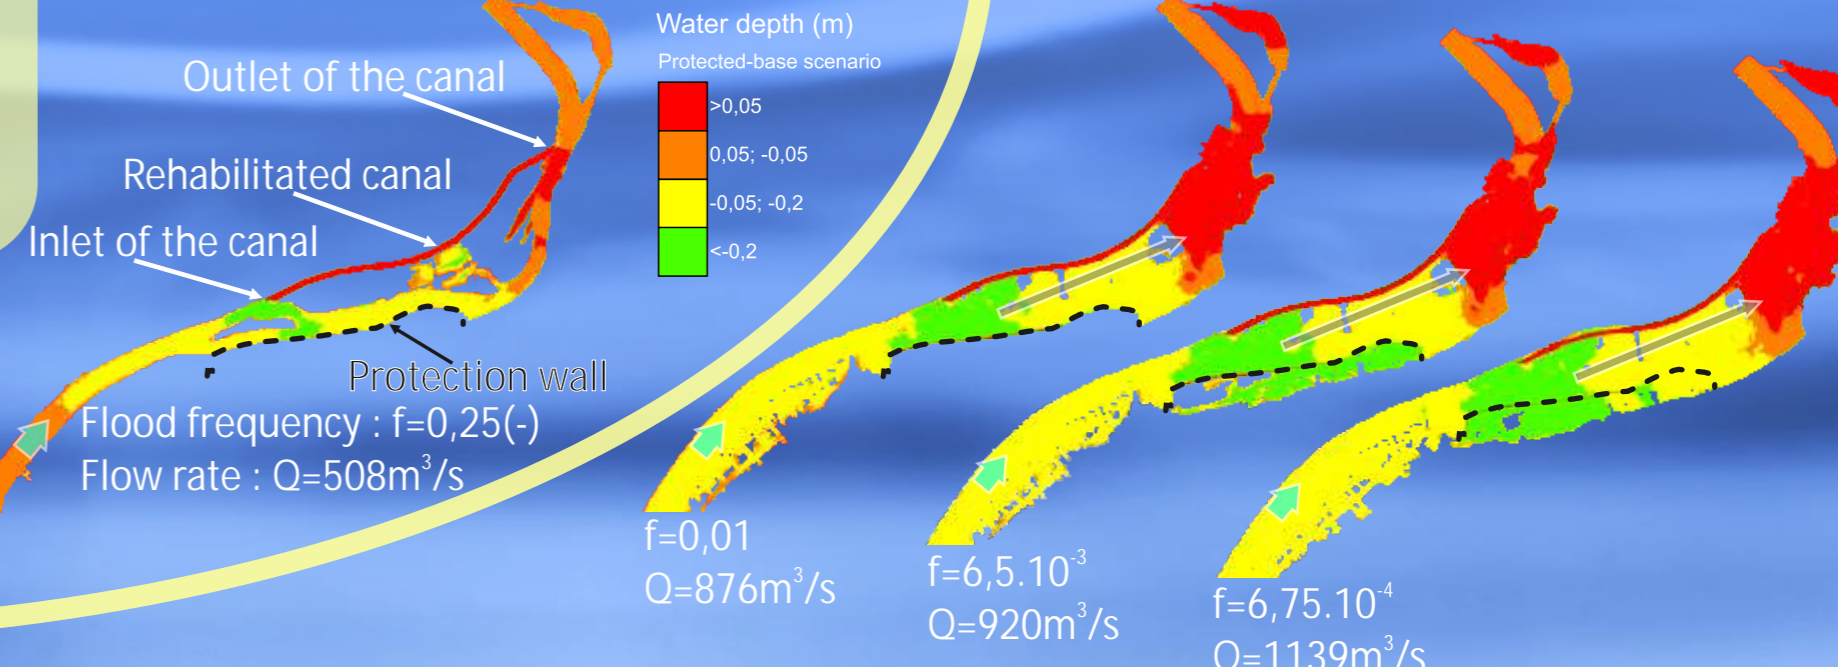 Water depth (m)
Protected-base scenario
>0,05
0,05; -0,05
-0,05; -0,2
<-0,2
Outlet of the canal
Rehabilitated canal
Inlet of the canal
Protection wall
Flood frequency : f=0,25(-)
Flow rate : Q=508m³/s
f=0,01
Q=876m³/s
f=6,5.10⁻³
Q=920m³/s
f=6,75.10⁻⁴
Q=1139m³/s